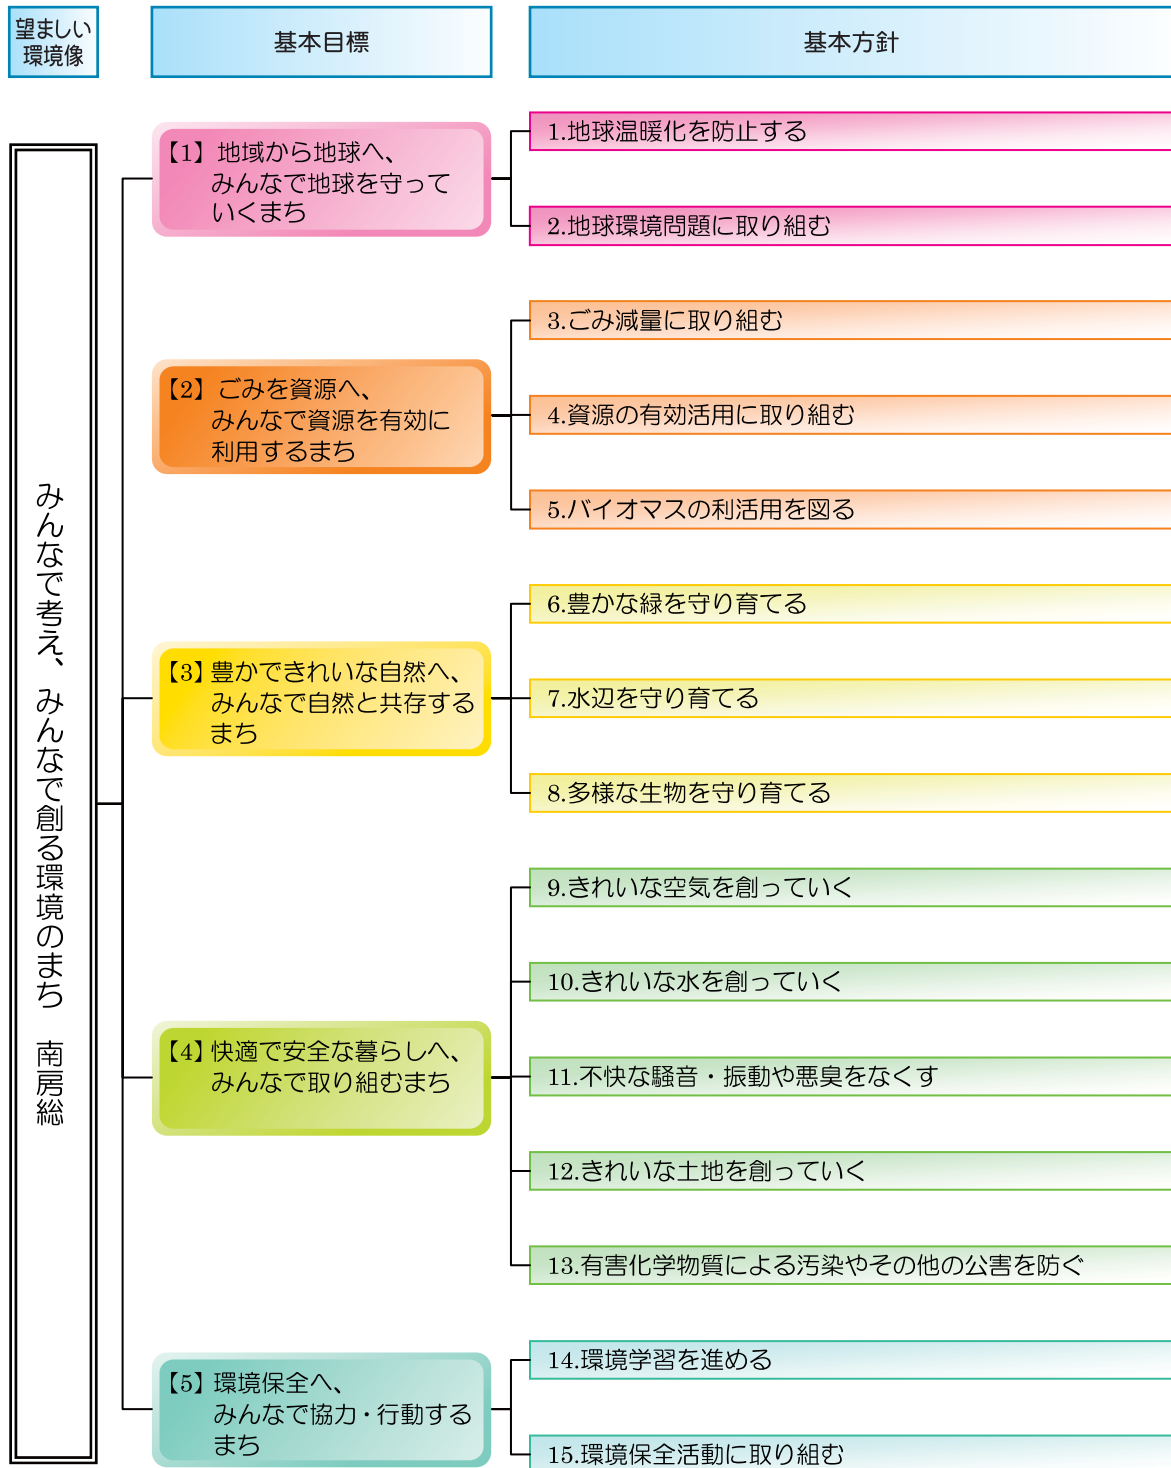 望ましい
環境像
基本目標
基本方針
みんなで考え、みんなで創る環境のまち　南房総
【1】地域から地球へ、
みんなで地球を守って
いくまち
1.地球温暖化を防止する
2.地球環境問題に取り組む
【2】ごみを資源へ、
みんなで資源を有効に
利用するまち
3.ごみ減量に取り組む
4.資源の有効活用に取り組む
5.バイオマスの利活用を図る
【3】豊かできれいな自然へ、
みんなで自然と共存する
まち
6.豊かな緑を守り育てる
7.水辺を守り育てる
8.多様な生物を守り育てる
【4】快適で安全な暮らしへ、
みんなで取り組むまち
9.きれいな空気を創っていく
10.きれいな水を創っていく
11.不快な騒音・振動や悪臭をなくす
12.きれいな土地を創っていく
13.有害化学物質による汚染やその他の公害を防ぐ
【5】環境保全へ、
みんなで協力・行動する
まち
14.環境学習を進める
15.環境保全活動に取り組む